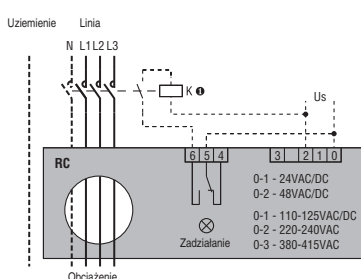 Uziemienie Linia
N L1 L2 L3
K ❶
Us
6 5 4 3 2 1 0
RC
0-1 - 24VAC/DC
0-2 - 48VAC/DC
0-1 - 110-125VAC/DC
0-2 - 220-240VAC
0-3 - 380-415VAC
Zadziałanie
Obciążenie